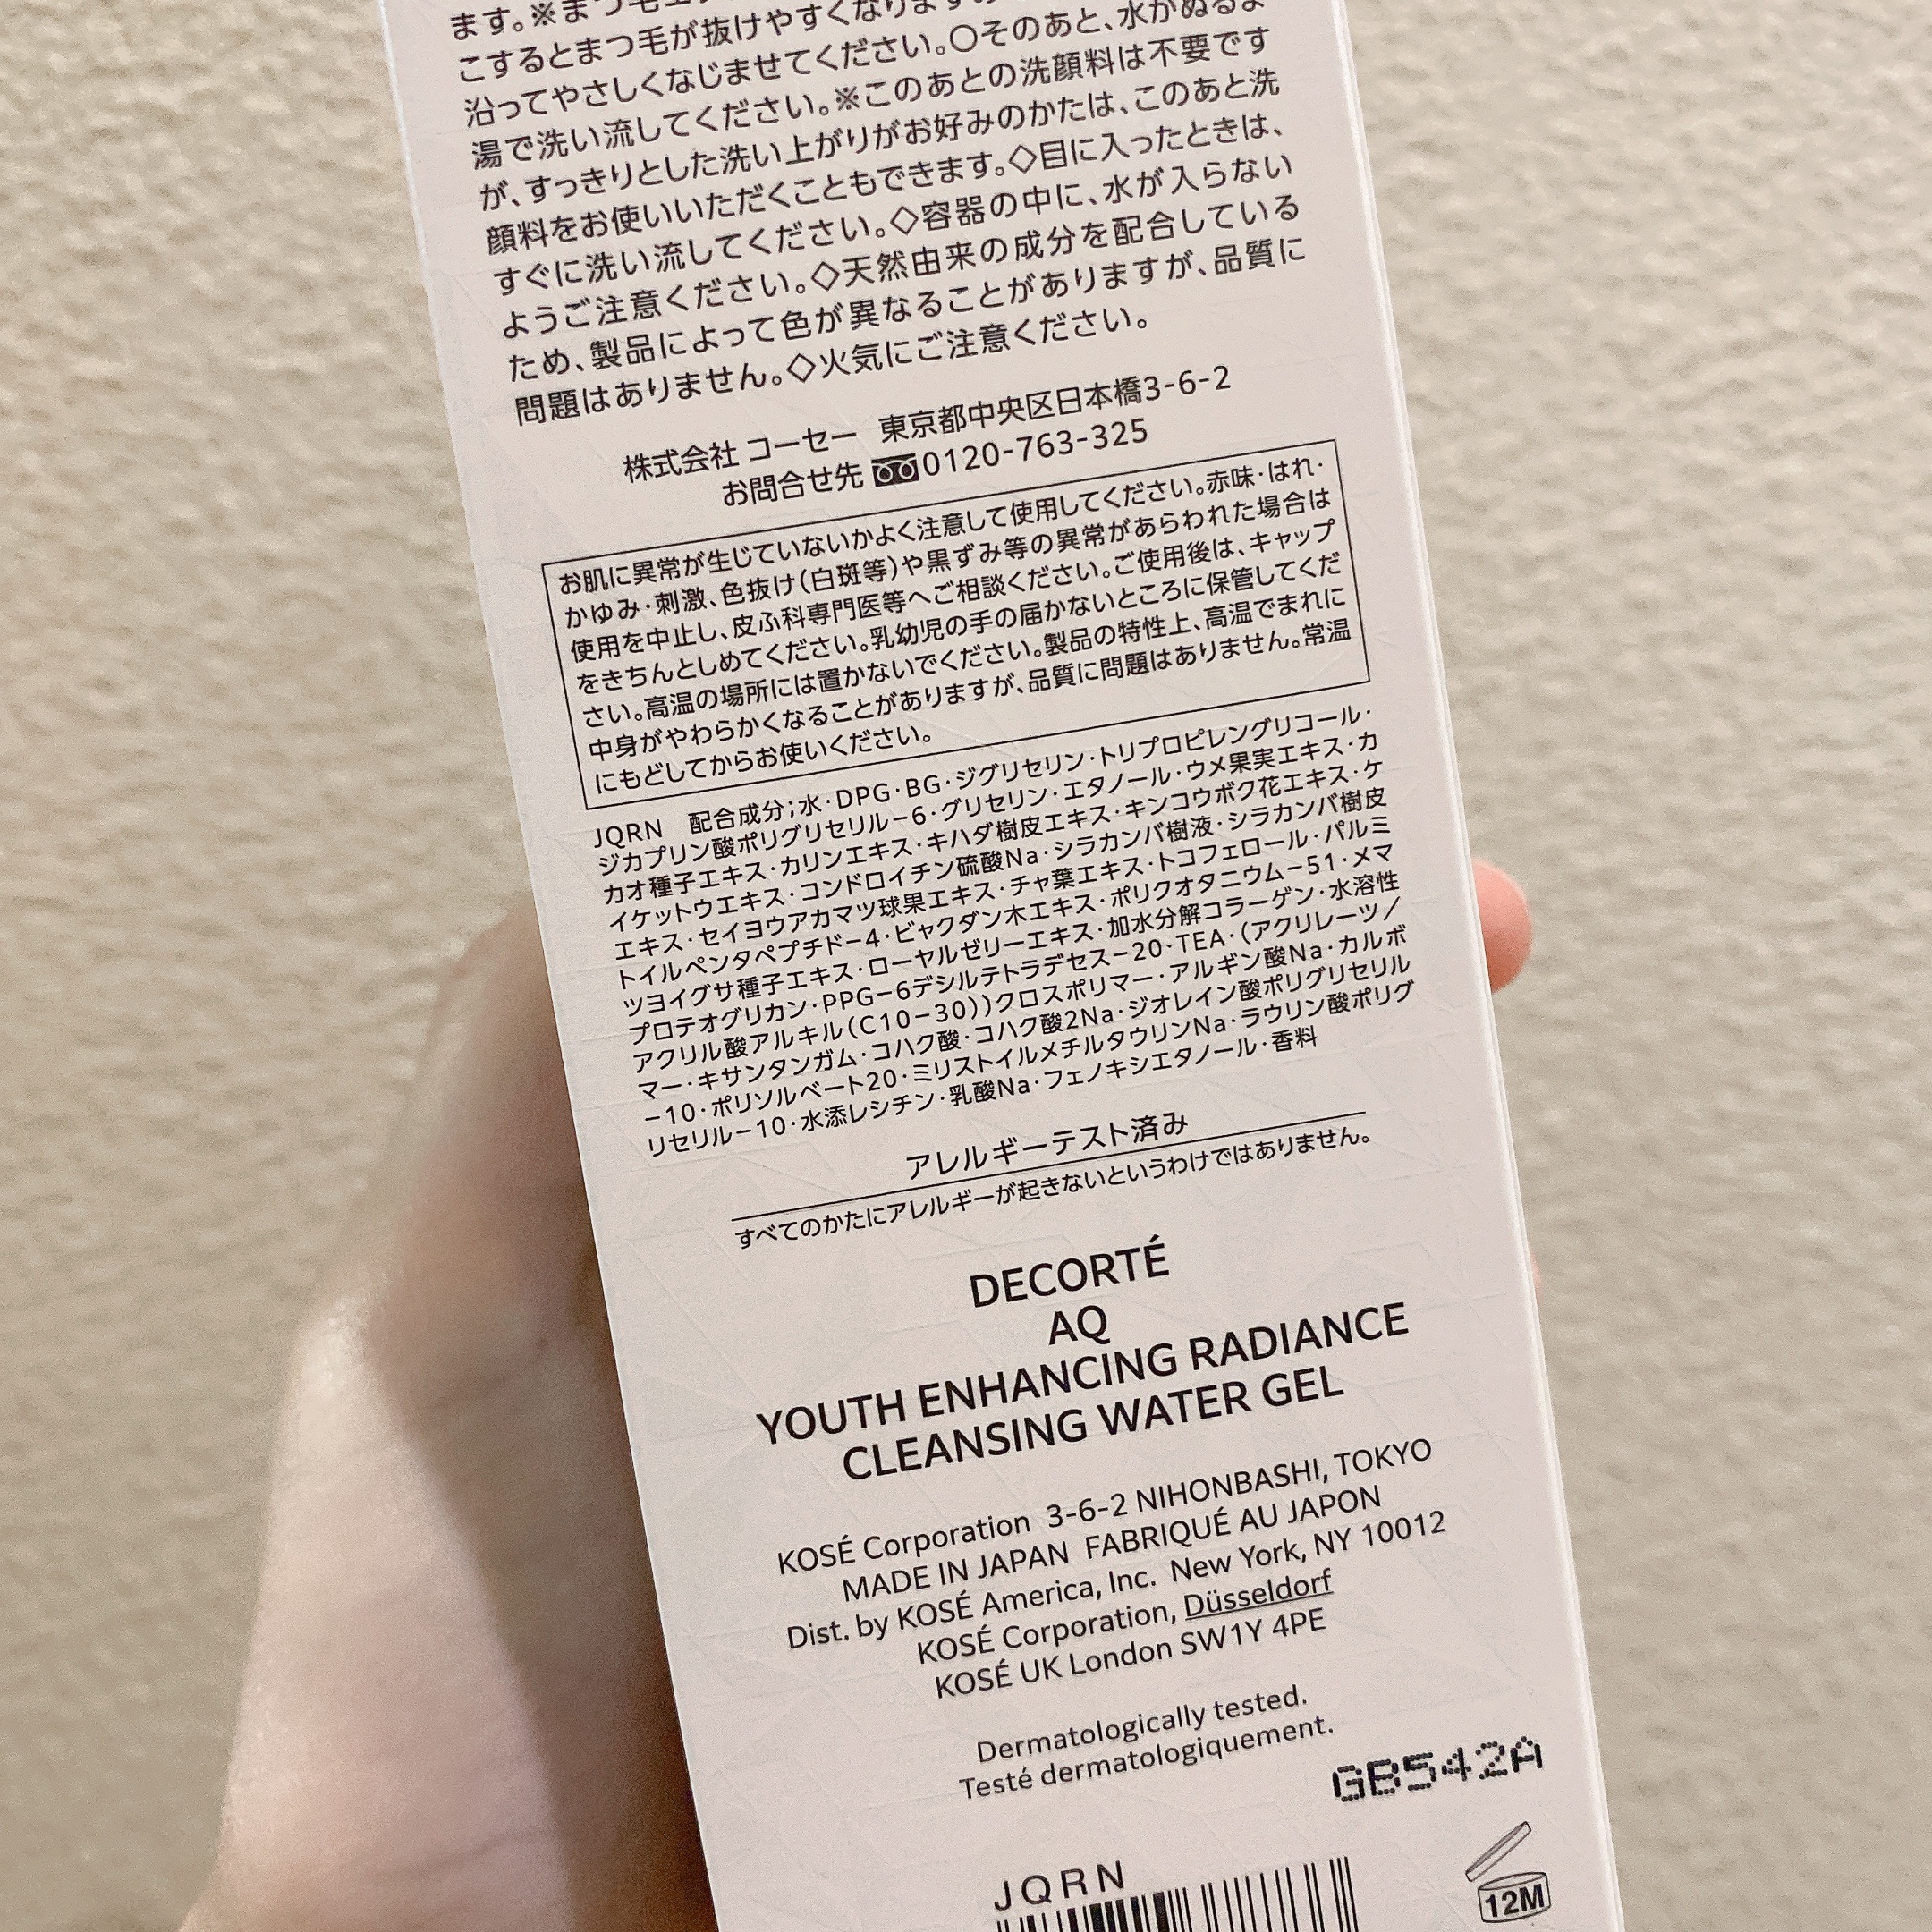 ます。※まつ毛エ
こするとまつ毛が抜けやすくなります
沿ってやさしくなじませてください。○そのあと、水かぬるま
湯で洗い流してください。※このあとの洗顔料は不要です
が、すっきりとした洗い上がりがお好みのかたは、このあと洗
顔料をお使いいただくこともできます。◇目に入ったときは、
すぐに洗い流してください。◇容器の中に、水が入らない
ようご注意ください。◇天然由来の成分を配合している
ため、製品によって色が異なることがありますが、品質に
問題はありません。◇火気にご注意ください。
株式会社 コーセー 東京都中央区日本橋3-6-2
お問合せ先 0120-763-325
お肌に異常が生じていないかよく注意して使用してください。赤味・はれ・
かゆみ・刺激、色抜け(白斑等)や黒ずみ等の異常があらわれた場合は
使用を中止し、皮ふ科専門医等へご相談ください。ご使用後は、キャップ
をきちんとしめてください。乳幼児の手の届かないところに保管してくだ
さい。高温の場所には置かないでください。製品の特性上、高温でまれに
中身がやわらかくなることがありますが、品質に問題はありません。常温
にもどしてからお使いください。
JQRN 配合成分;水・DPG・BG・ジグリセリン・トリプロピレングリコール・
ジカプリン酸ポリグリセリル-6・グリセリン・エタノール・ウメ果実エキス・カ
カオ種子エキス・カリンエキス・キハダ樹皮エキス・キンコウボク花エキス・ケ
イケットウエキス・コンドロイチン硫酸Na・シラカンバ樹液・シラカンバ樹皮
エキス・セイヨウアカマツ球果エキス・チャ葉エキス・トコフェロール・パルミ
トイルペンタペプチド-4・ビャクダン木エキス・ポリクオタニウム-51・メマ
ツヨイグサ種子エキス・ローヤルゼリーエキス・加水分解コラーゲン・水溶性
プロテオグリカン・PPG-6デシルテトラデセス-20・TEA・(アクリレーツ/
アクリル酸アルキル(C10-30))クロスポリマー・アルギン酸Na・カルボ
マー・キサンタンガム・コハク酸・コハク酸2Na・ジオレイン酸ポリグリセリル
-10・ポリソルベート20・ミリストイルメチルタウリンNa・ラウリン酸ポリグ
リセリル-10・水添レシチン・乳酸Na・フェノキシエタノール・香料
アレルギーテスト済み
すべてのかたにアレルギーが起きないというわけではありません。
DECORTÉ
AQ
YOUTH ENHANCING RADIANCE
CLEANSING WATER GEL
KOSÉ Corporation 3-6-2 NIHONBASHI, TOKYO
MADE IN JAPAN FABRIQUÉ AU JAPON
Dist. by KOSÉ America, Inc. New York, NY 10012
KOSÉ Corporation, Düsseldorf
KOSÉ UK London SW1Y 4PE
Dermatologically tested.
Testé dermatologiquement.
GB542A
JQRN
12M